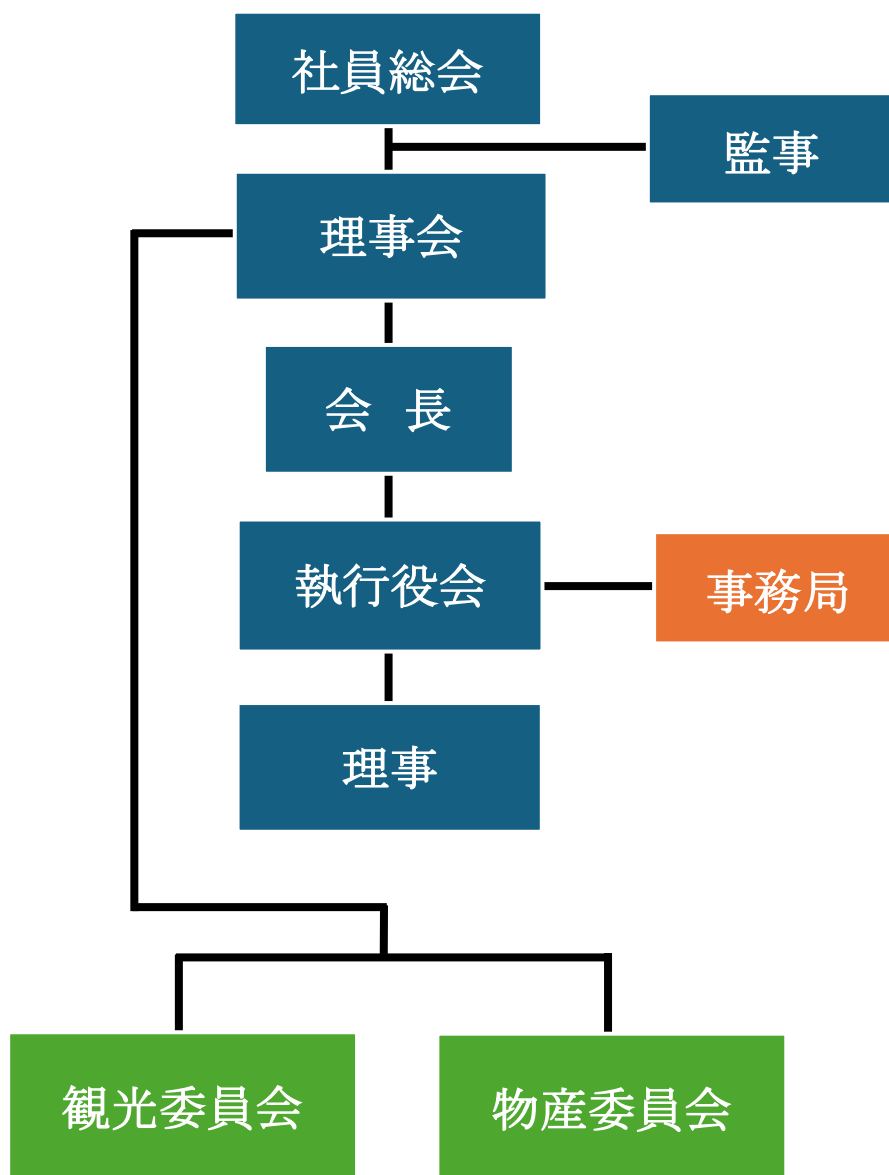 社員総会
監事
理事会
会 長
執行役会
事務局
理事
観光委員会
物産委員会